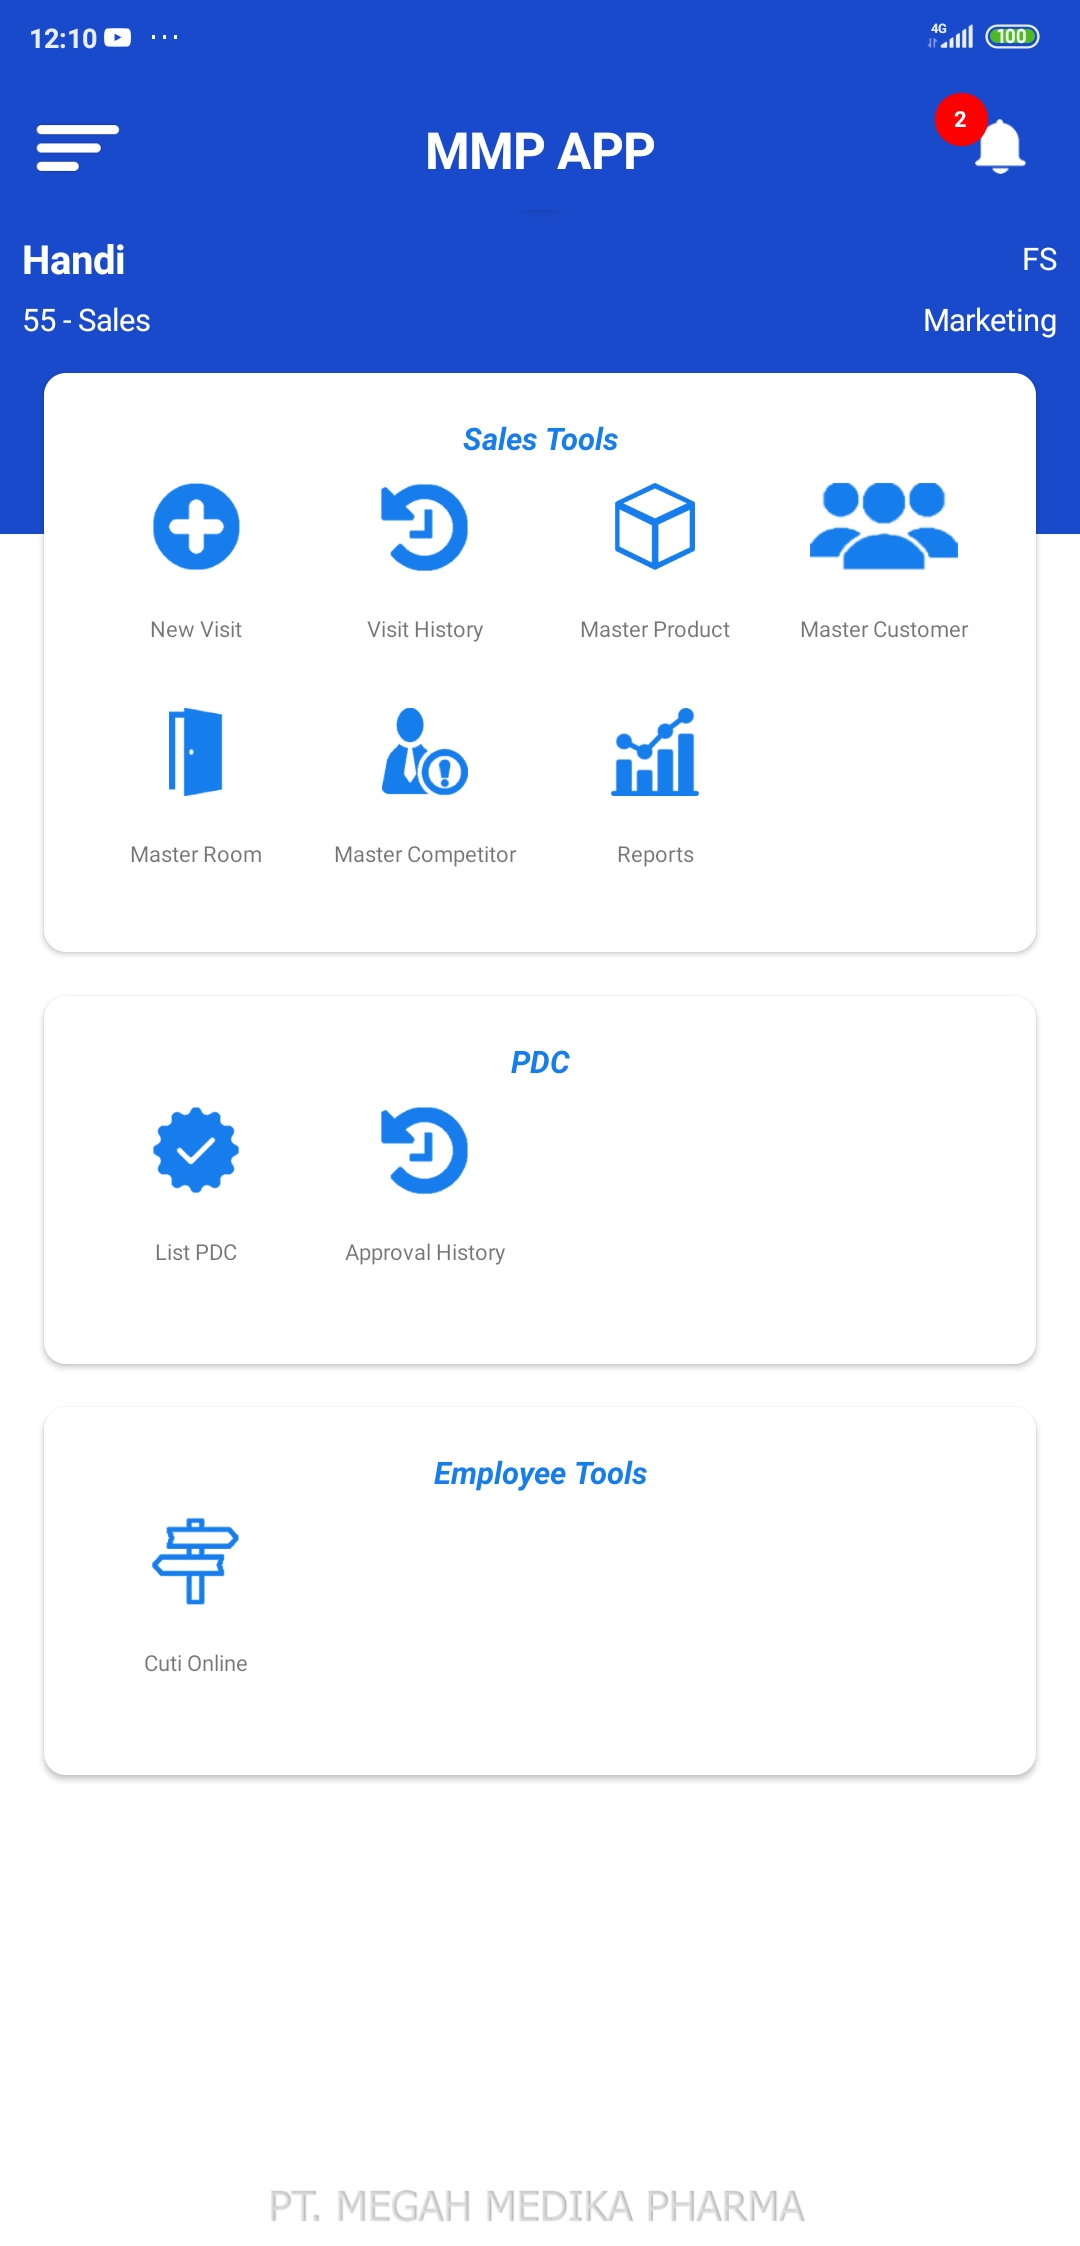 12:10
4G
100
2
MMP APP
Handi
FS
55 - Sales
Marketing
Sales Tools
New Visit
Visit History
Master Product
Master Customer
Master Room
Master Competitor
Reports
PDC
List PDC
Approval History
Employee Tools
Cuti Online
PT. MEGAH MEDIKA PHARMA